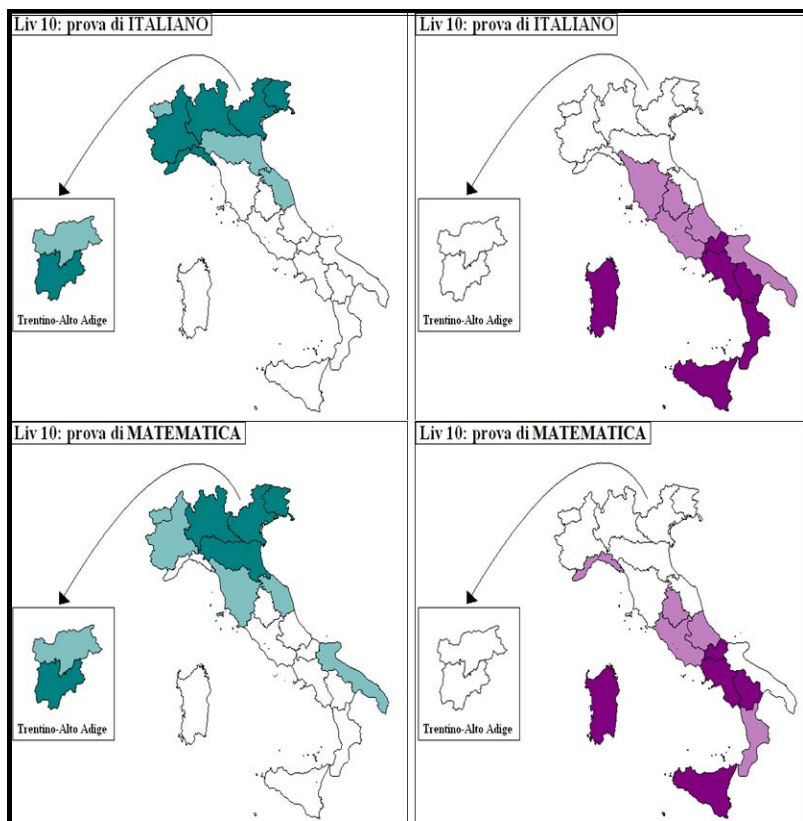 Liv 10: prova di ITALIANO
Trentino-Alto Adige
Liv 10: prova di ITALIANO
Trentino-Alto Adige
Liv 10: prova di MATEMATICA
Trentino-Alto Adige
Liv 10: prova di MATEMATICA
Trentino-Alto Adige